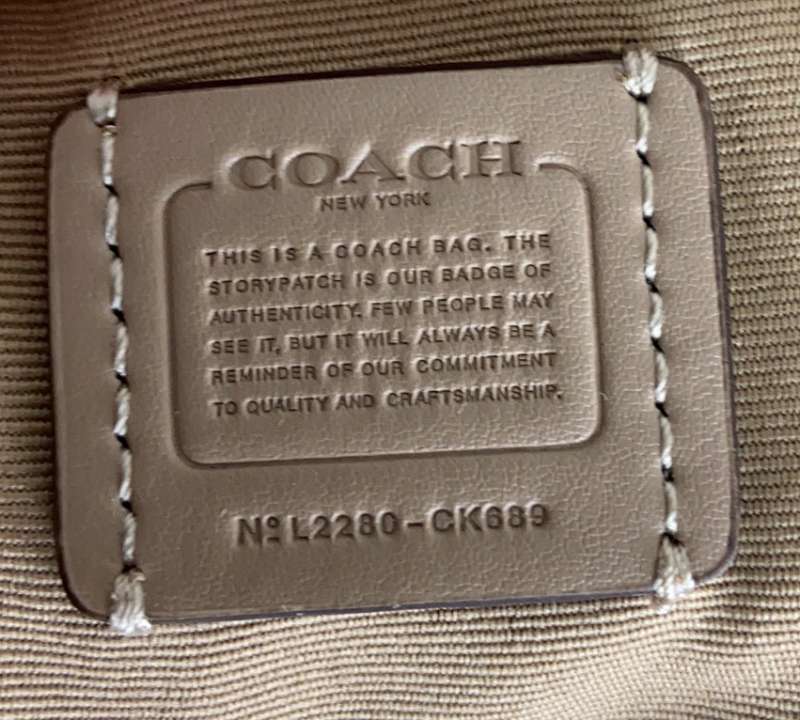 COACH
NEW YORK
THIS IS A COACH BAG. THE
STORYPATCH IS OUR BADGE OF
AUTHENTICITY. FEW PEOPLE MAY
SEE IT, BUT IT WILL ALWAYS BE A
REMINDER OF OUR COMMITMENT
TO QUALITY AND CRAFTSMANSHIP.
Nº L2280-CK689